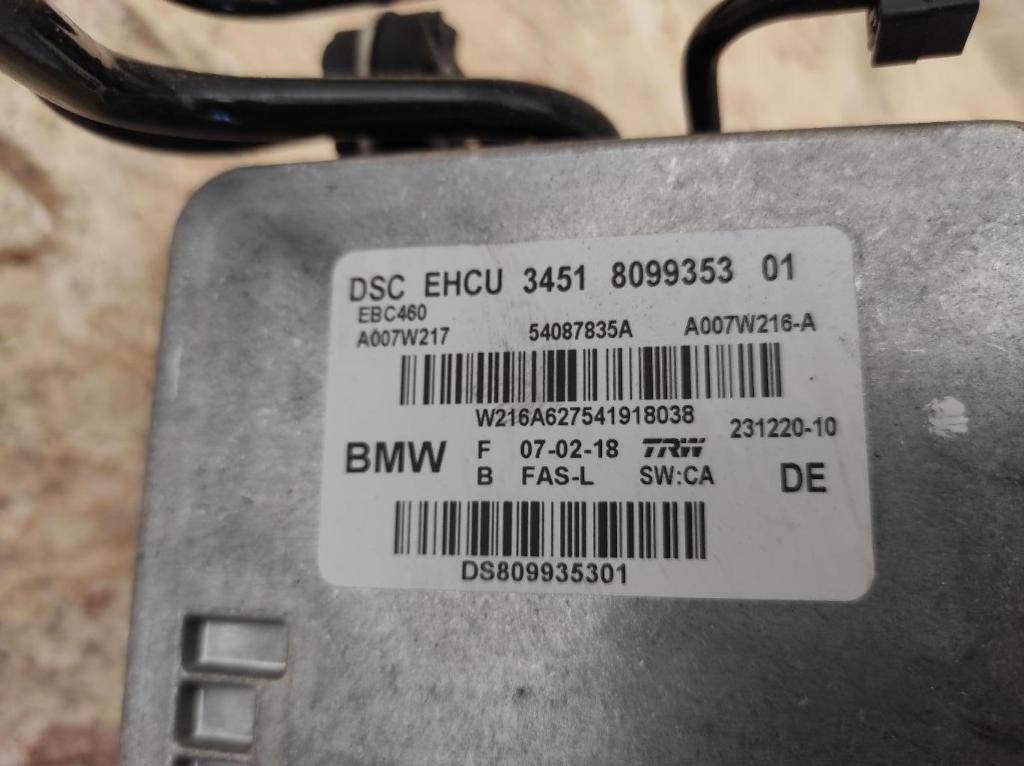 DSC EHCU 3451 8099353 01
EBC460
A007W217 54087835A A007W216-A
W216A627541918038
231220-10
BMW F 07-02-18 TRW
B FAS-L SW:CA DE
DS809935301